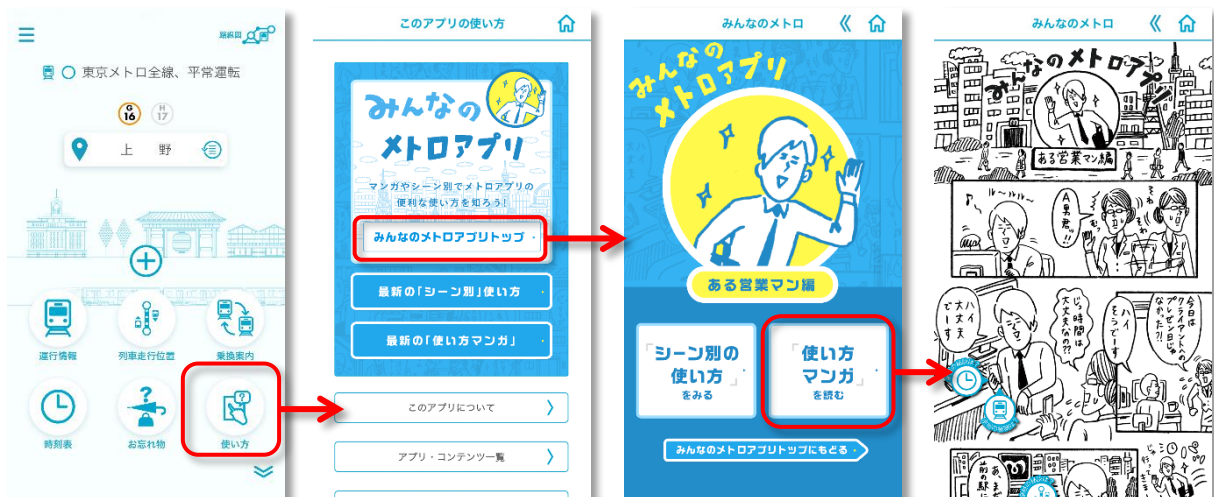 路線図
東京メトロ全線、平常運転
G
16
H
17
上 野
運行情報
列車走行位置
乗換案内
時刻表
お忘れ物
使い方
このアプリの使い方
みんなの
メトロアプリ
マンガやシーン別でメトロアプリの
便利な使い方を知ろう!
みんなのメトロアプリトップ
最新の「シーン別」使い方
最新の「使い方マンガ」
このアプリについて
アプリ・コンテンツ一覧
みんなのメトロ
みんなの
メトロアプリ
ある営業マン編
「シーン別の
使い方」
をみる
「使い方
マンガ」
を読む
みんなのメトロアプリトップにもどる
みんなのメトロ
みんなのメトロアプリ
ある営業マン編
A男君。!!
今日は
クライアントへの
プレゼン日じゃ
なかった?!
ハイ
そうでーす
じ、時間は
大丈夫なの??
ハイ
大丈夫
でーす